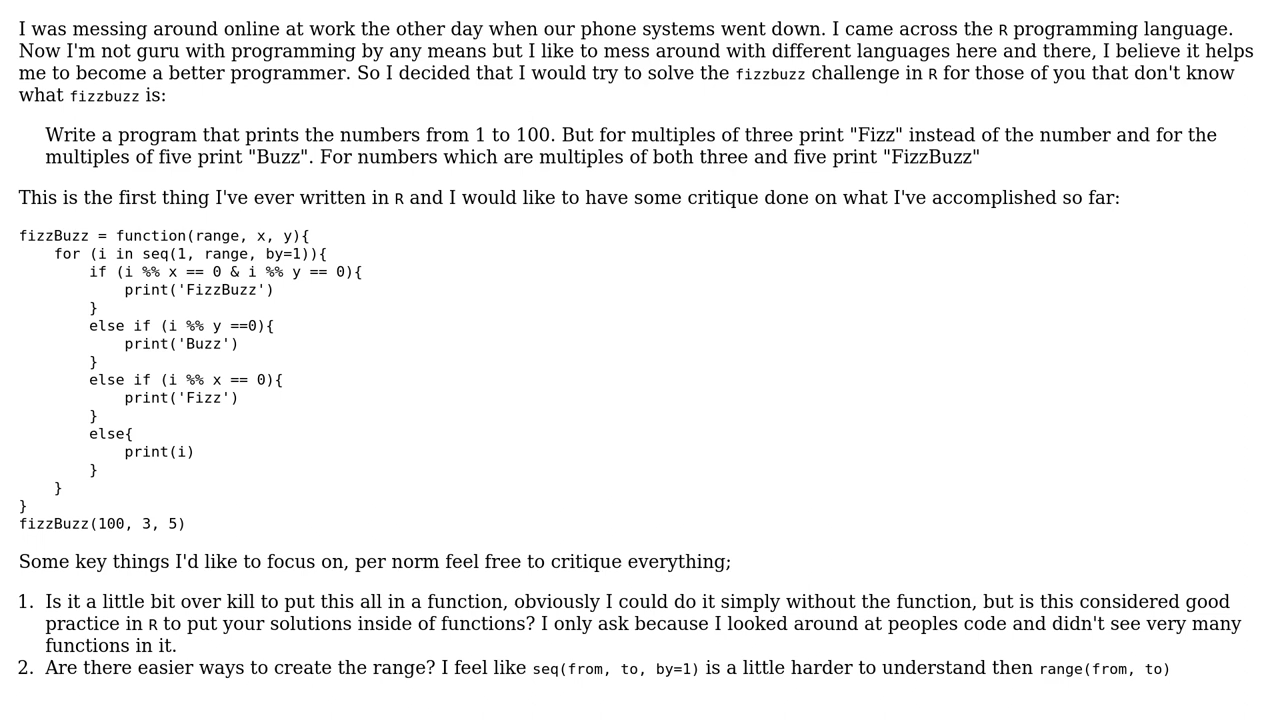 I was messing around online at work the other day when our phone systems went down. I came across the R programming language.
Now I'm not guru with programming by any means but I like to mess around with different languages here and there, I believe it helps
me to become a better programmer. So I decided that I would try to solve the fizzbuzz challenge in R for those of you that don't know
what fizzbuzz is:
Write a program that prints the numbers from 1 to 100. But for multiples of three print "Fizz" instead of the number and for the
multiples of five print "Buzz". For numbers which are multiples of both three and five print "FizzBuzz"
This is the first thing I've ever written in R and I would like to have some critique done on what I've accomplished so far:
fizzBuzz = function(range, x, y){
    for (i in seq(1, range, by=1)){
        if (i %% x == 0 & i %% y == 0){
            print('FizzBuzz')
        }
        else if (i %% y ==0){
            print('Buzz')
        }
        else if (i %% x == 0){
            print('Fizz')
        }
        else{
            print(i)
        }
    }
}
fizzBuzz(100, 3, 5)
Some key things I'd like to focus on, per norm feel free to critique everything;
1. Is it a little bit over kill to put this all in a function, obviously I could do it simply without the function, but is this considered good
practice in R to put your solutions inside of functions? I only ask because I looked around at peoples code and didn't see very many
functions in it.
2. Are there easier ways to create the range? I feel like seq(from, to, by=1) is a little harder to understand then range(from, to)